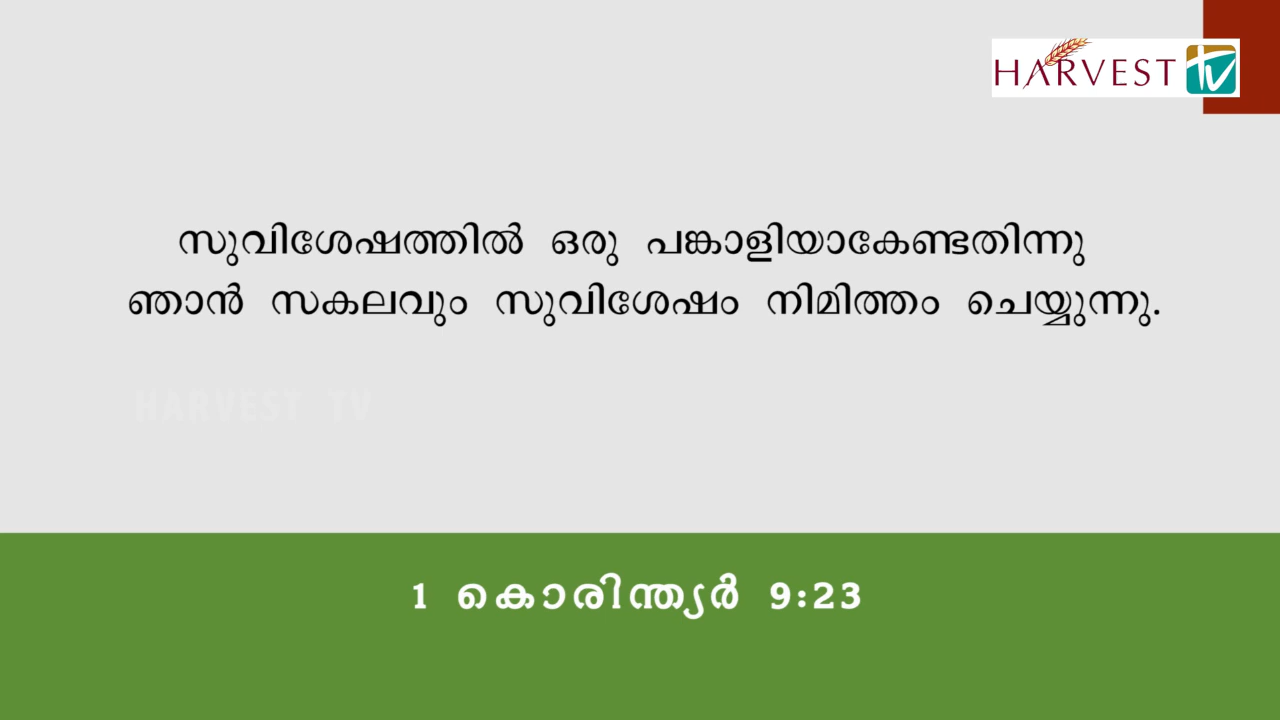 HARVEST TV
സുവിശേഷത്തിൽ ഒരു പങ്കാളിയാകേണ്ടതിന്നു
ഞാൻ സകലവും സുവിശേഷം നിമിത്തം ചെയ്യുന്നു.
HARVEST TV
1 കൊരിന്ത്യർ 9:23